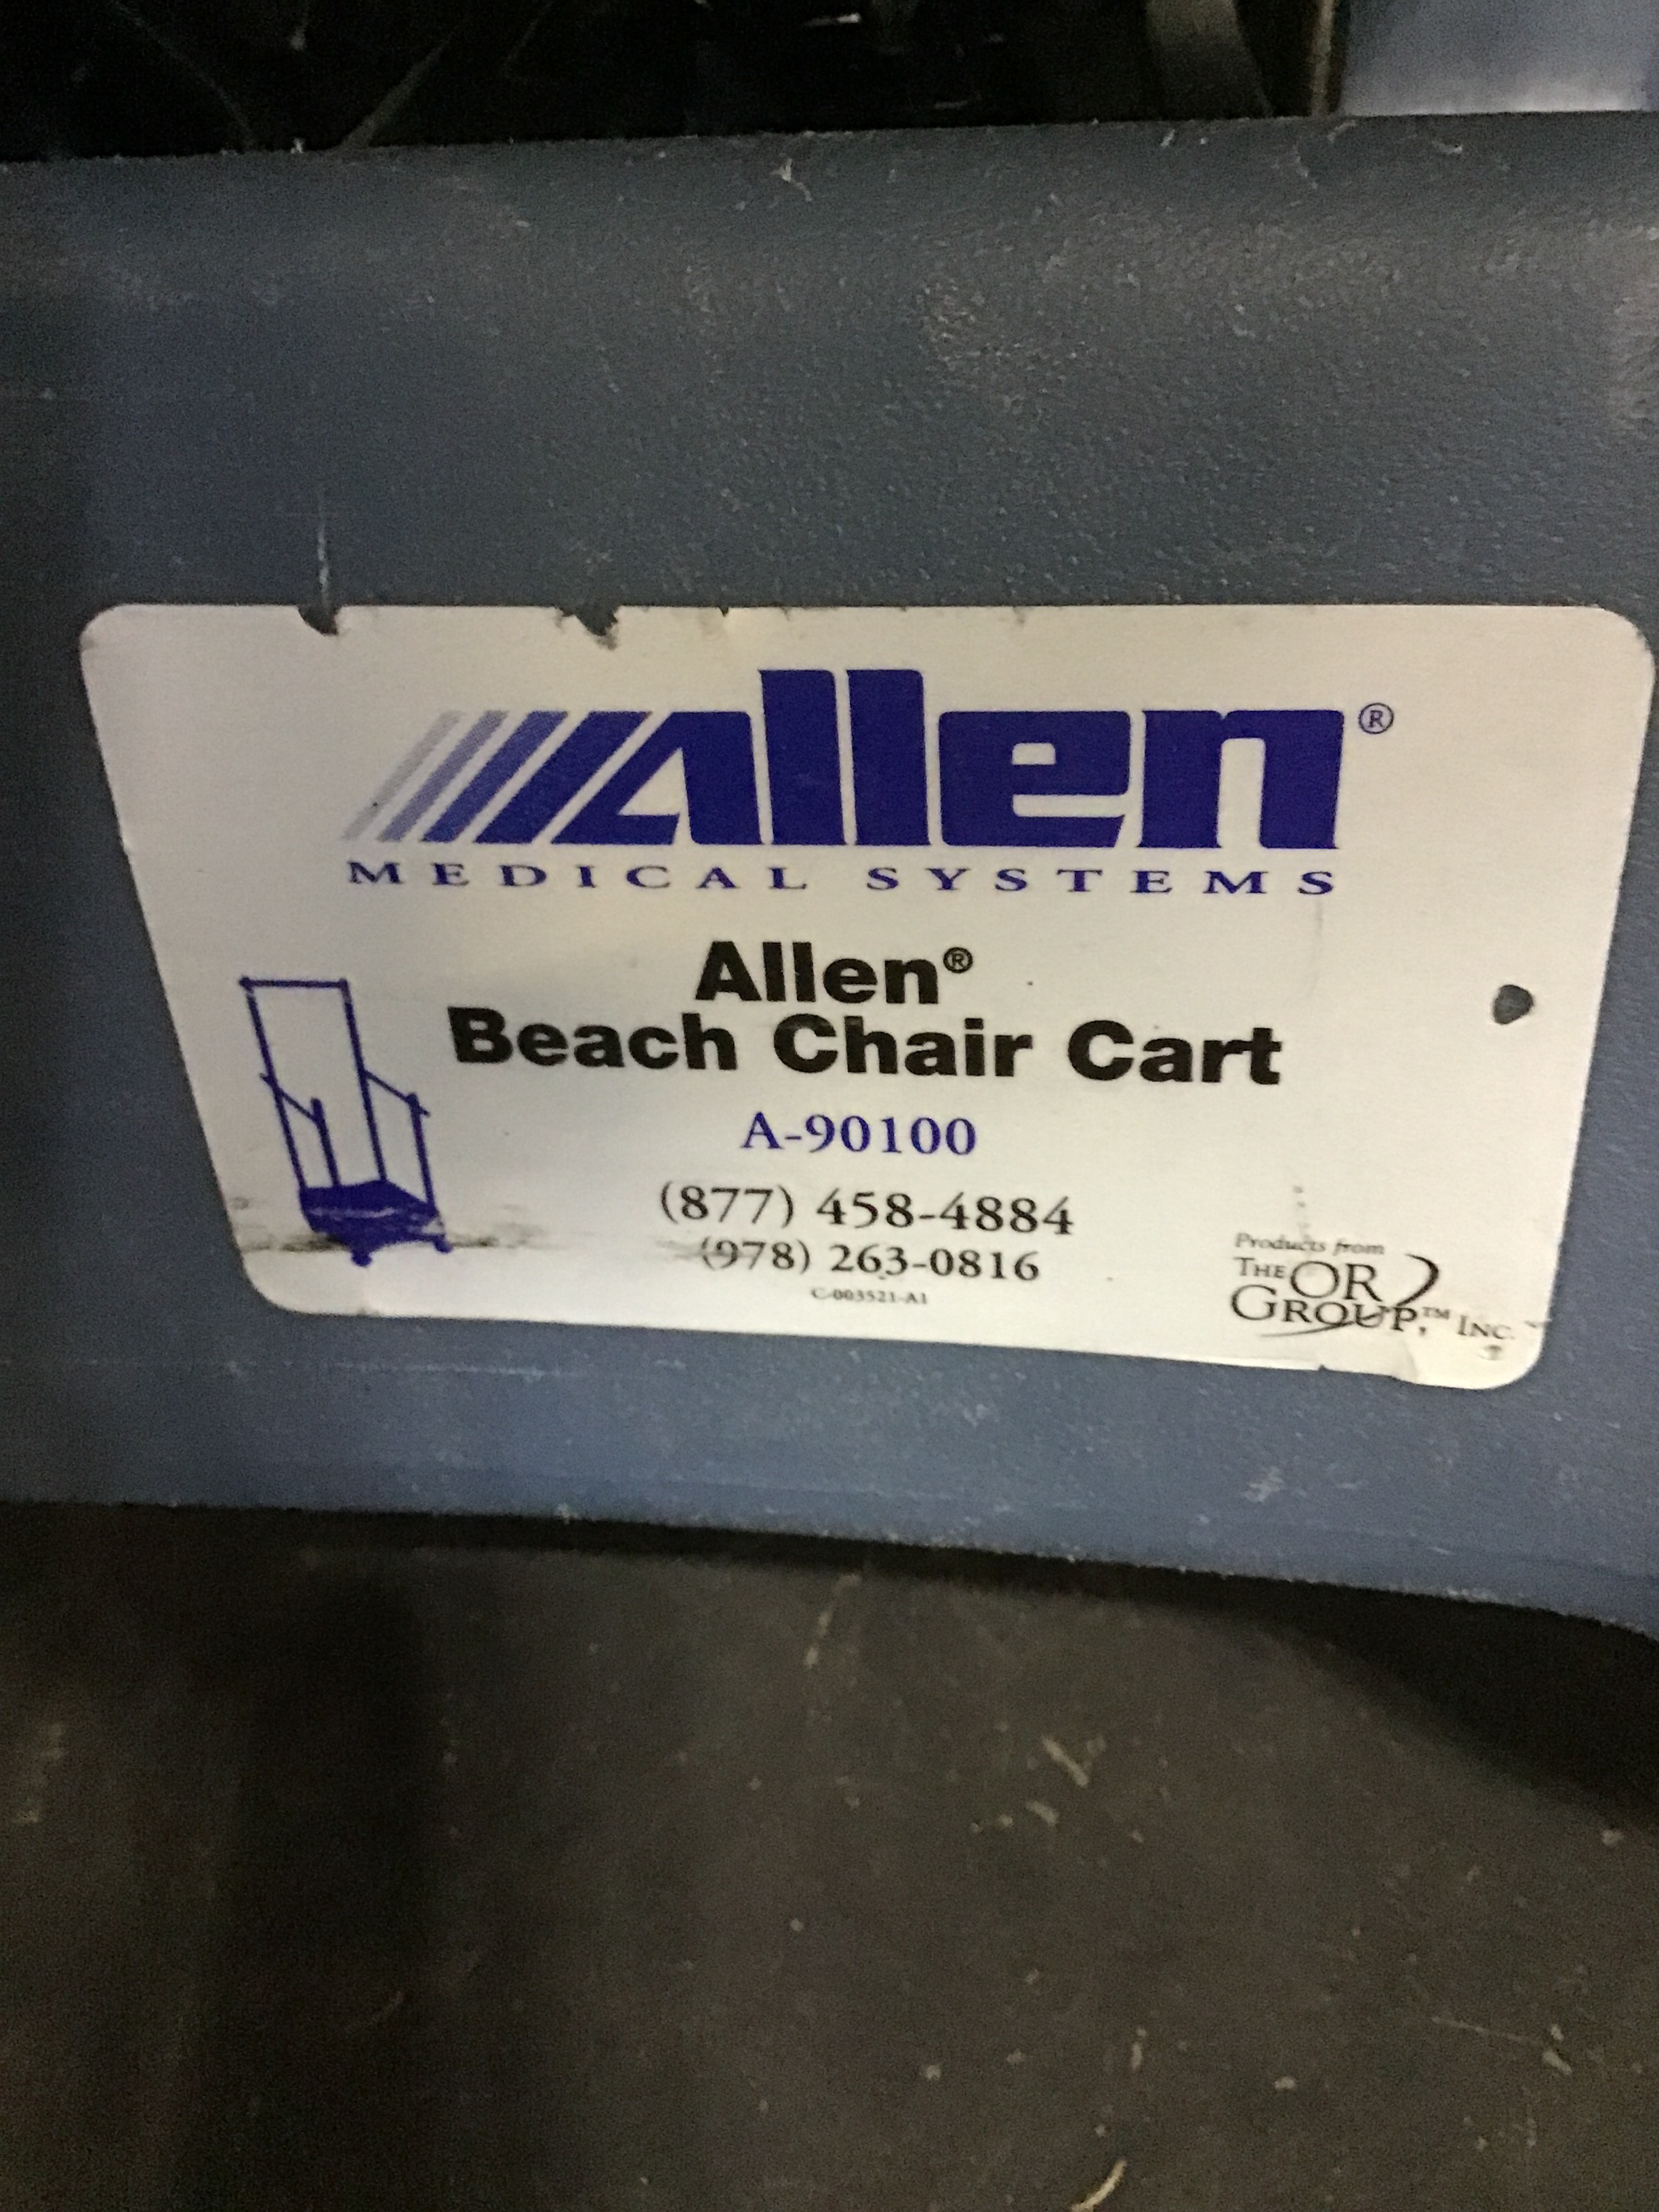 Allen®
MEDICAL SYSTEMS
Allen®
Beach Chair Cart
A-90100
(877) 458-4884
(978) 263-0816
C-003521-A1
Products from
THE OR
GROUP,™ INC.